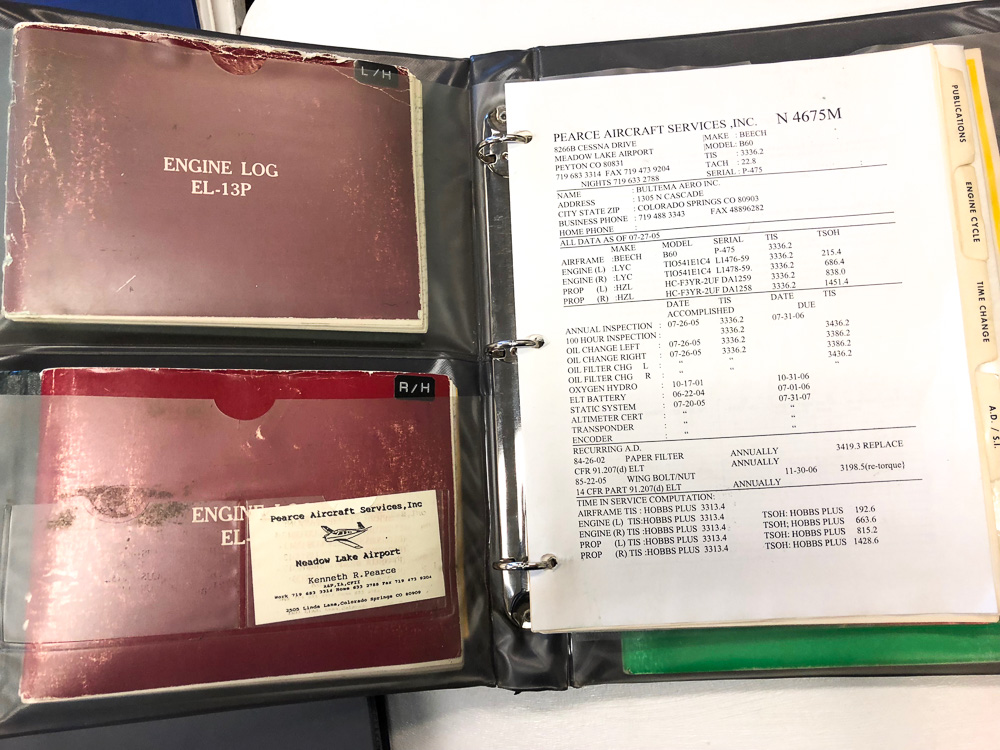 L/H
ENGINE LOG
EL-13P
R/H
ENGIN
EL-
Pearce Aircraft Services,Inc
Meadow Lake Airport
Kenneth R.Pearce
A&P,IA,CFII
Work 719 683 3314 Home 633 2788 Fax 719 473 9204
2505 Linda Lane,Colorado Springs CO 80909
PEARCE AIRCRAFT SERVICES ,INC. N 4675M
8266B CESSNA DRIVE MAKE : BEECH
MEADOW LAKE AIRPORT MODEL: B60
PEYTON CO 80831 TIS : 3336.2
719 683 3314 FAX 719 473 9204 TACH : 22.8
NIGHTS 719 633 2788 SERIAL : P-475
NAME : BULTEMA AERO INC.
ADDRESS : 1305 N CASCADE
CITY STATE ZIP : COLORADO SPRINGS CO 80903
BUSINESS PHONE : 719 488 3343 FAX 48896282
HOME PHONE :
ALL DATA AS OF 07-27-05
MAKE MODEL SERIAL TIS TSOH
AIRFRAME :BEECH B60 P-475 3336.2
ENGINE (L) :LYC TIO541E1C4 L1476-59 3336.2 215.4
ENGINE (R) :LYC TIO541E1C4 L1478-59. 3336.2 686.4
PROP (L) :HZL HC-F3YR-2UF DA1259 3336.2 838.0
PROP (R) :HZL HC-F3YR-2UF DA1258 3336.2 1451.4
DATE TIS DATE TIS
ACCOMPLISHED DUE
ANNUAL INSPECTION : 07-26-05 3336.2 07-31-06
100 HOUR INSPECTION : 3336.2 3436.2
OIL CHANGE LEFT : 07-26-05 3336.2 3386.2
OIL CHANGE RIGHT : 07-26-05 3336.2 3386.2
OIL FILTER CHG L : " " 3436.2
OIL FILTER CHG R : " "
OXYGEN HYDRO : 10-17-01 10-31-06
ELT BATTERY : 06-22-04 07-01-06
STATIC SYSTEM : 07-20-05 07-31-07
ALTIMETER CERT : " "
TRANSPONDER : " "
ENCODER : " "
RECURRING A.D.
84-26-02 PAPER FILTER ANNUALLY 3419.3 REPLACE
CFR 91.207(d) ELT ANNUALLY
85-22-05 WING BOLT/NUT 11-30-06 3198.5(re-torque}
14 CFR PART 91.207(d) ELT ANNUALLY
TIME IN SERVICE COMPUTATION:
AIRFRAME TIS : HOBBS PLUS 3313.4
ENGINE (L) TIS:HOBBS PLUS 3313.4 TSOH: HOBBS PLUS 192.6
ENGINE (R) TIS :HOBBS PLUS 3313.4 TSOH; HOBBS PLUS 663.6
PROP (L) TIS :HOBBS PLUS 3313.4 TSOH: HOBBS PLUS 815.2
PROP (R) TIS :HOBBS PLUS 3313.4 TSOH: HOBBS PLUS 1428.6
PUBLICATIONS
ENGINE CYCLE
TIME CHANGE
A.D. / S.I.